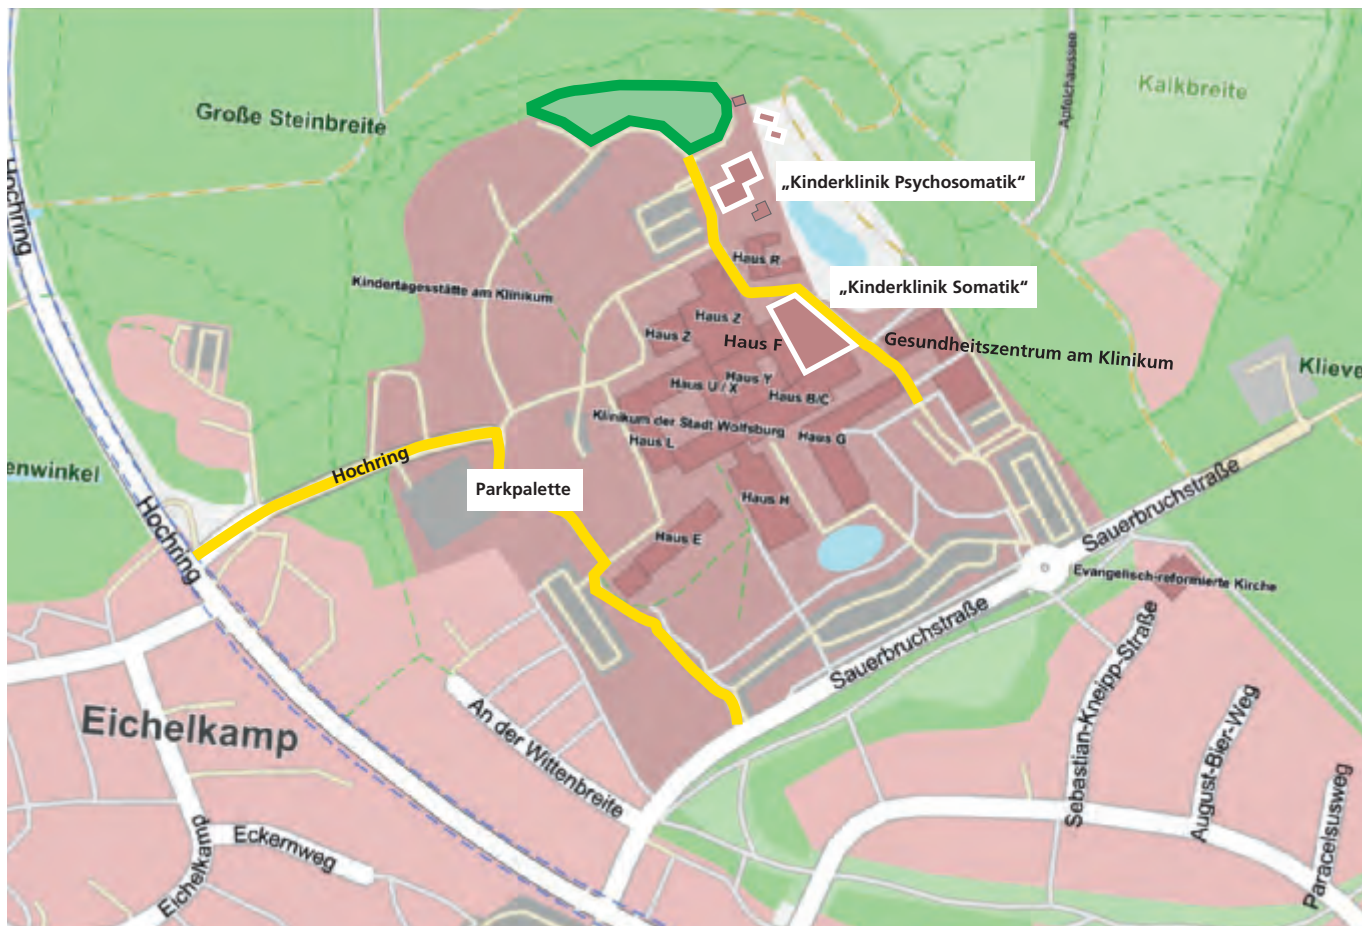 Kalkbreite
Apfelchaussee
Große Steinbreite
„Kinderklinik Psychosomatik“
Hochring
Haus R
Kindertagesstätte am Klinikum
„Kinderklinik Somatik“
Haus Z
Haus Z
Haus F
Gesundheitszentrum am Klinikum
Klieve
Haus Y
Haus U / X
Haus B/C
Klinikum der Stadt Wolfsburg
Haus G
Haus L
Hochring
enwinkel
Parkpalette
Haus H
Sauerbruchstraße
Hochring
Haus E
Evangelisch-reformierte Kirche
Sauerbruchstraße
Sebastian-Kneipp-Straße
An der Wittenbreite
Eichelkamp
August-Bier-Weg
Paracelsusweg
Eckernweg
Eichelkamp